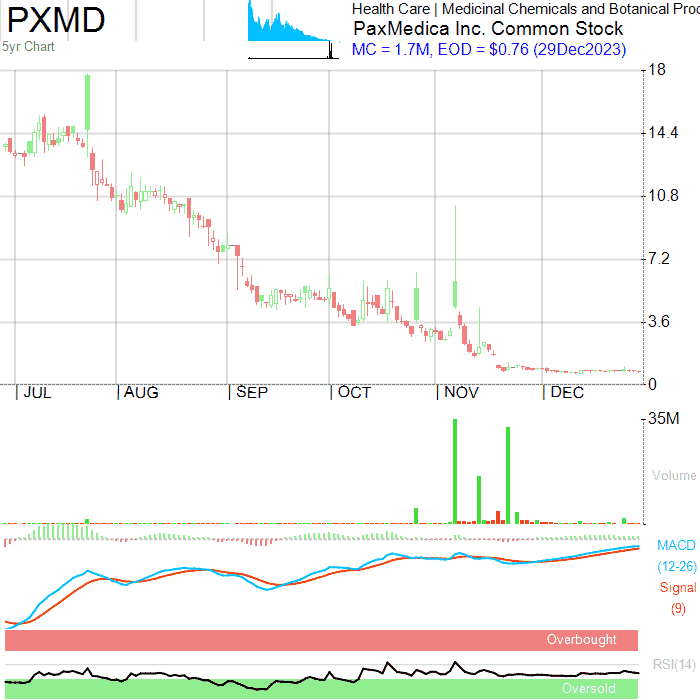 PXMD
5yr Chart
Health Care | Medicinal Chemicals and Botanical Pro
PaxMedica Inc. Common Stock
MC = 1.7M, EOD = $0.76 (29Dec2023)
18
14.4
10.8
7.2
3.6
0
JUL AUG SEP OCT NOV DEC
35M
Volume
MACD
(12-26)
Signal
(9)
Overbought
RSI(14)
Oversold